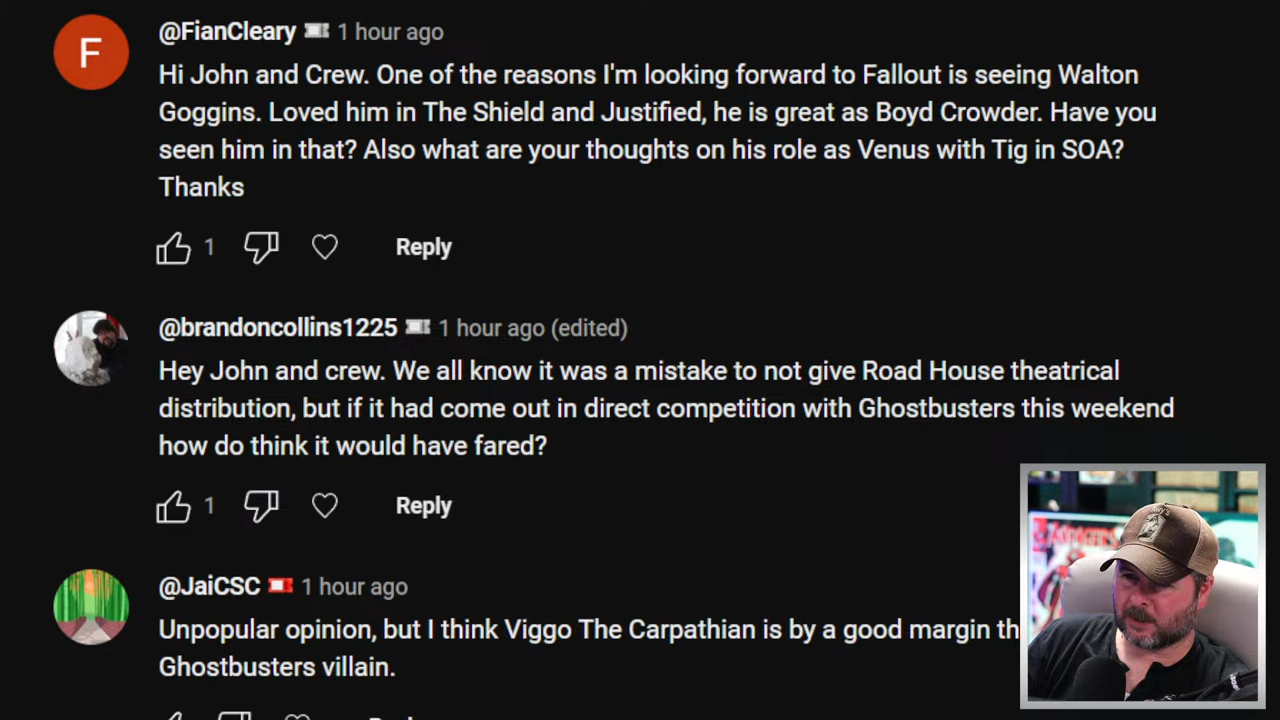 @FianCleary 1 hour ago
Hi John and Crew. One of the reasons I'm looking forward to Fallout is seeing Walton
Goggins. Loved him in The Shield and Justified, he is great as Boyd Crowder. Have you
seen him in that? Also what are your thoughts on his role as Venus with Tig in SOA?
Thanks
1 Reply
@brandoncollins1225 1 hour ago (edited)
Hey John and crew. We all know it was a mistake to not give Road House theatrical
distribution, but if it had come out in direct competition with Ghostbusters this weekend
how do think it would have fared?
1 Reply
@JaiCSC 1 hour ago
Unpopular opinion, but I think Viggo The Carpathian is by a good margin th
Ghostbusters villain.
F